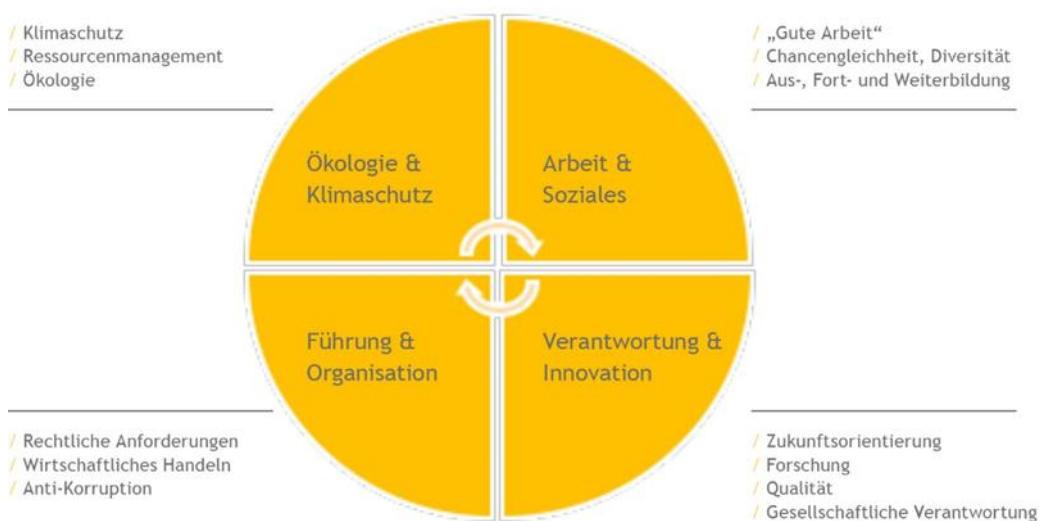 / Klimaschutz
/ Ressourcenmanagement
/ Ökologie
/ „Gute Arbeit“
/ Chancengleichheit, Diversität
/ Aus-, Fort- und Weiterbildung
Ökologie &
Klimaschutz
Arbeit &
Soziales
Führung &
Organisation
Verantwortung &
Innovation
/ Rechtliche Anforderungen
/ Wirtschaftliches Handeln
/ Anti-Korruption
/ Zukunftsorientierung
/ Forschung
/ Qualität
/ Gesellschaftliche Verantwortung